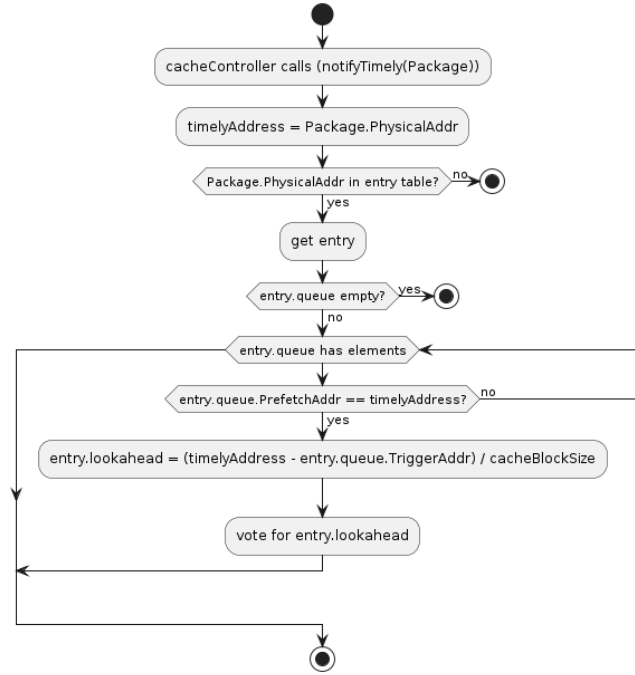 cacheController calls (notifyTimely(Package))
timelyAddress = Package.PhysicalAddr
Package.PhysicalAddr in entry table?
no
yes
get entry
entry.queue empty?
yes
no
entry.queue has elements
entry.queue.PrefetchAddr == timelyAddress?
no
yes
entry.lookahead = (timelyAddress - entry.queue.TriggerAddr) / cacheBlockSize
vote for entry.lookahead